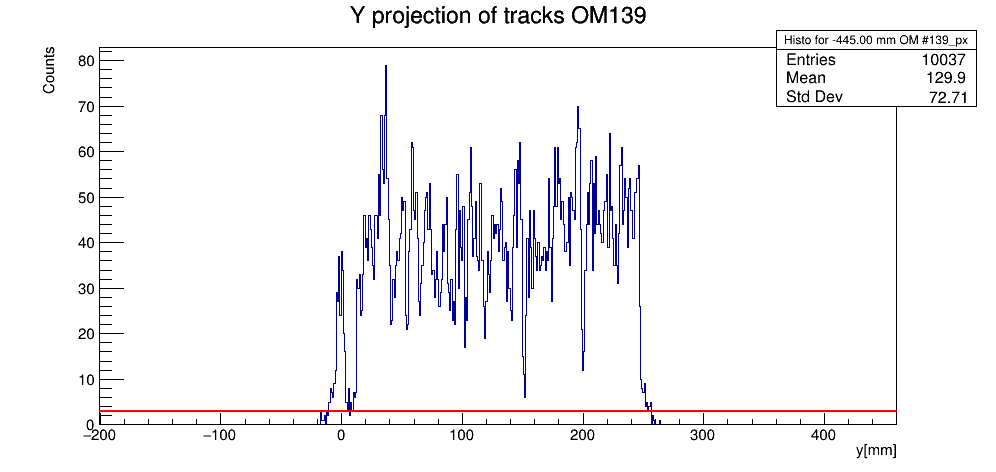 Y projection of tracks OM139
Histo for -445.00 mm OM #139_px
Entries 10037
Mean 129.9
Std Dev 72.71
Counts
80
70
60
50
40
30
20
10
0
−200 −100 0 100 200 300 400
y[mm]